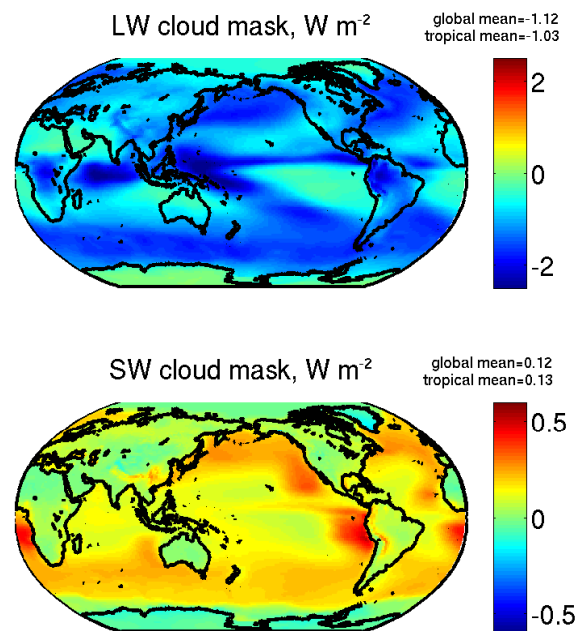 LW cloud mask, W m-2
global mean=-1.12
tropical mean=-1.03
2
0
-2
SW cloud mask, W m-2
global mean=0.12
tropical mean=0.13
0.5
0
-0.5